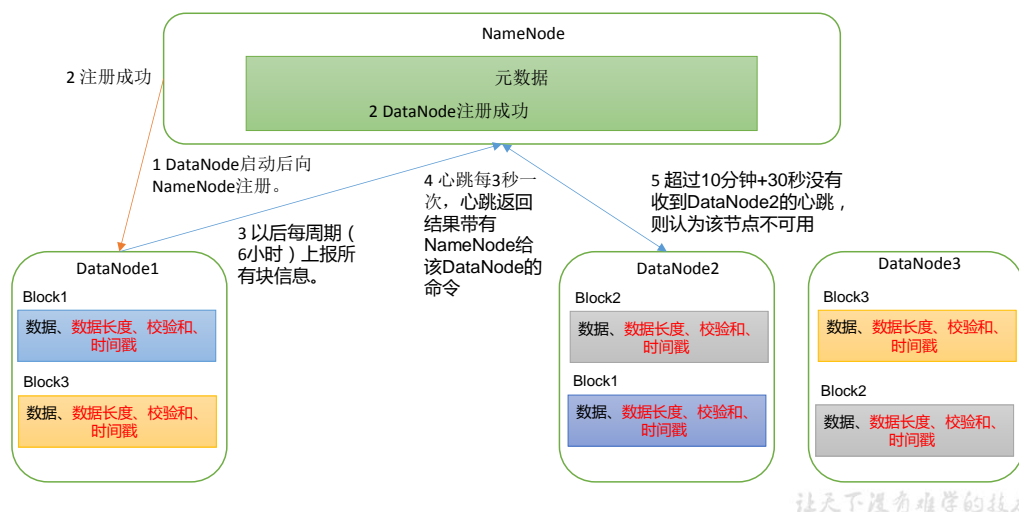 NameNode
元数据
2 DataNode注册成功
2 注册成功
1 DataNode启动后向
NameNode注册。
3 以后每周期（
6小时）上报所
有块信息。
4 心跳每3秒一
次，心跳返回
结果带有
NameNode给
该DataNode的
命令
5 超过10分钟+30秒没有
收到DataNode2的心跳，
则认为该节点不可用
DataNode1
Block1
数据、数据长度、校验和、
时间戳
Block3
数据、数据长度、校验和、
时间戳
DataNode2
Block2
数据、数据长度、校验和、
时间戳
Block1
数据、数据长度、校验和、
时间戳
DataNode3
Block3
数据、数据长度、校验和、
时间戳
Block2
数据、数据长度、校验和、
时间戳
让天下没有难学的技